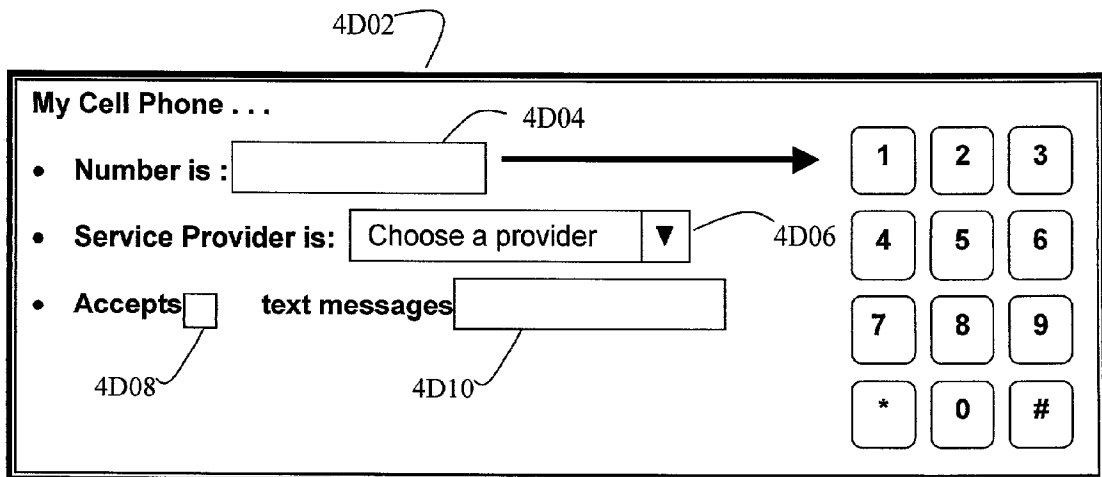 4D02
My Cell Phone . . .
• Number is :
4D04
• Service Provider is: Choose a provider ▼
4D06
• Accepts text messages
4D08
4D10
1 2 3
4 5 6
7 8 9
* 0 #